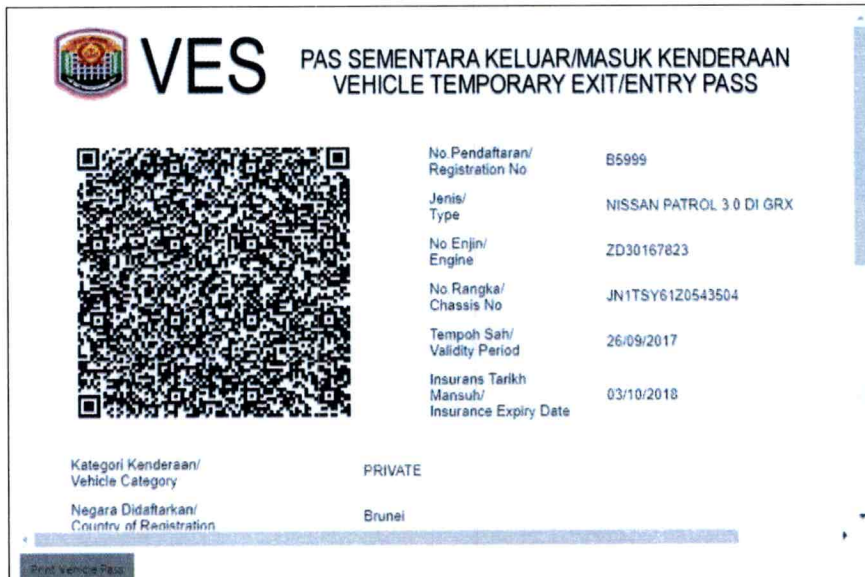 VES
PAS SEMENTARA KELUAR/MASUK KENDERAAN
VEHICLE TEMPORARY EXIT/ENTRY PASS
No.Pendaftaran/
Registration No
B5999
Jenis/
Type
NISSAN PATROL 3.0 DI GRX
No Enjin/
Engine
ZD30167823
No Rangka/
Chassis No
JN1TSY61Z0543504
Tempoh Sah/
Validity Period
26/09/2017
Insurans Tarikh
Mansuh/
Insurance Expiry Date
03/10/2018
Kategori Kenderaan/
Vehicle Category
PRIVATE
Negara Didaftarkan/
Country of Registration
Brunei
Print Vehicle Pass